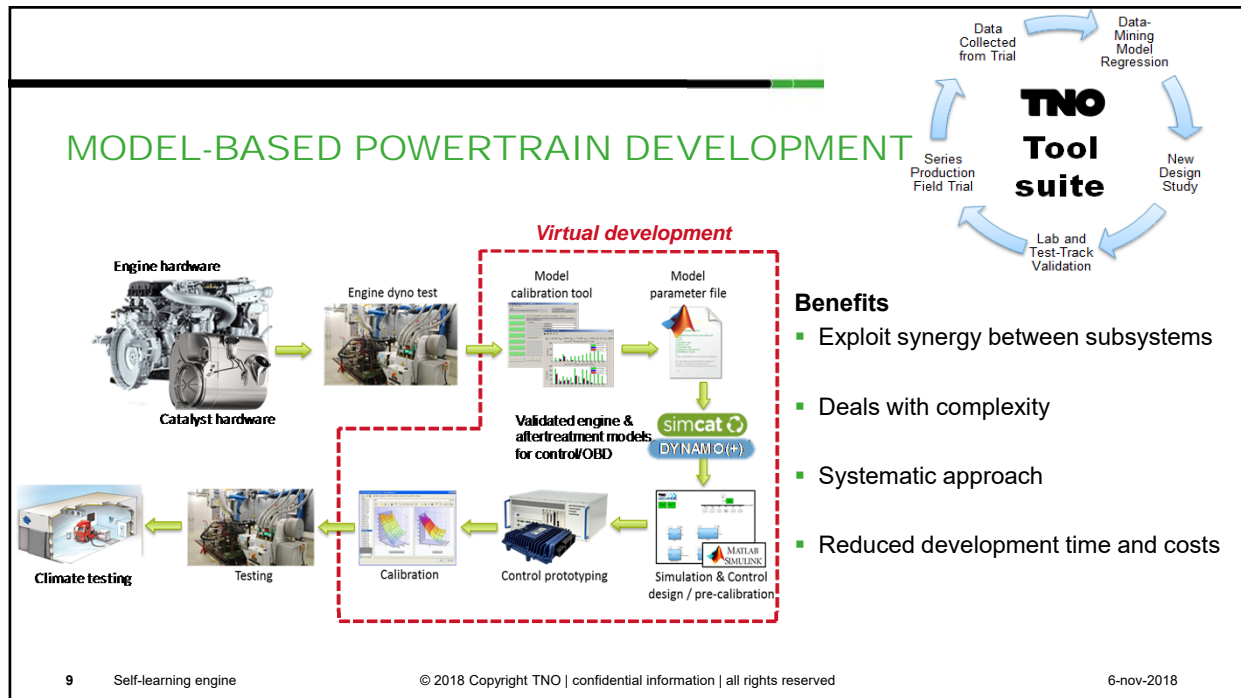 Data
Collected
from Trial
Data-
Mining
Model
Regression
TNO
Tool
suite
Series
Production
Field Trial
New
Design
Study
Lab and
Test-Track
Validation
MODEL-BASED POWERTRAIN DEVELOPMENT
Virtual development
Engine hardware
Engine dyno test
Model
calibration tool
Model
parameter file
Catalyst hardware
Validated engine &
aftertreatment models
for control/OBD
simcat
DYNAMO(+)
MATLAB
SIMULINK
Climate testing
Testing
Calibration
Control prototyping
Simulation & Control
design / pre-calibration
Benefits
▪ Exploit synergy between subsystems
▪ Deals with complexity
▪ Systematic approach
▪ Reduced development time and costs
9 Self-learning engine © 2018 Copyright TNO | confidential information | all rights reserved 6-nov-2018